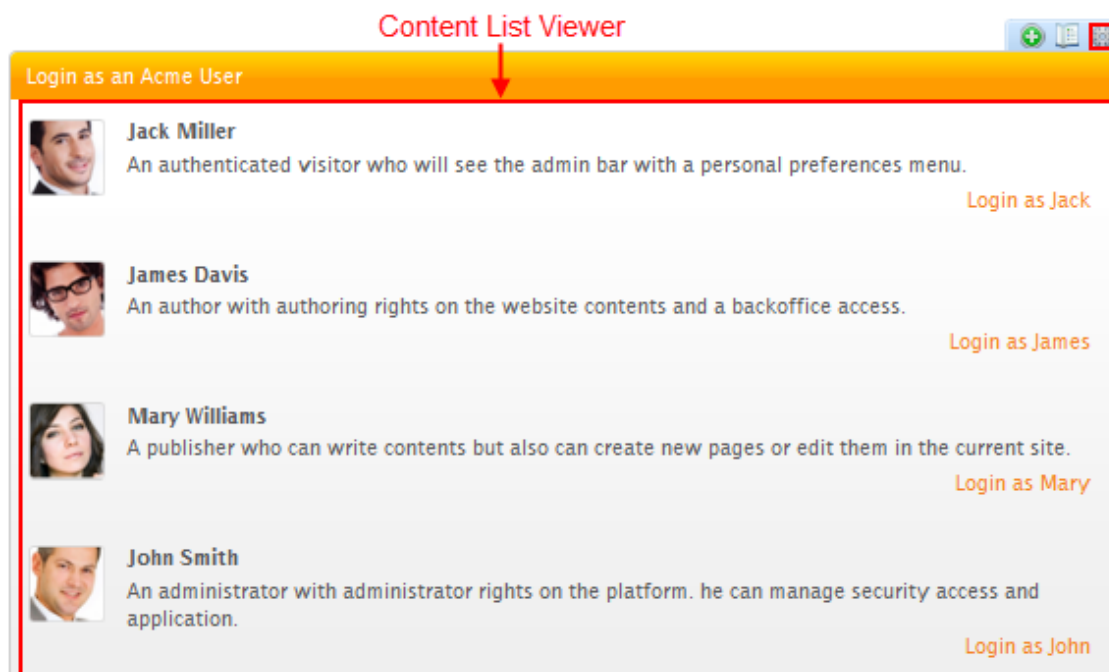 Content List Viewer
Login as an Acme User
Jack Miller
An authenticated visitor who will see the admin bar with a personal preferences menu.
Login as Jack
James Davis
An author with authoring rights on the website contents and a backoffice access.
Login as James
Mary Williams
A publisher who can write contents but also can create new pages or edit them in the current site.
Login as Mary
John Smith
An administrator with administrator rights on the platform. he can manage security access and
application.
Login as John